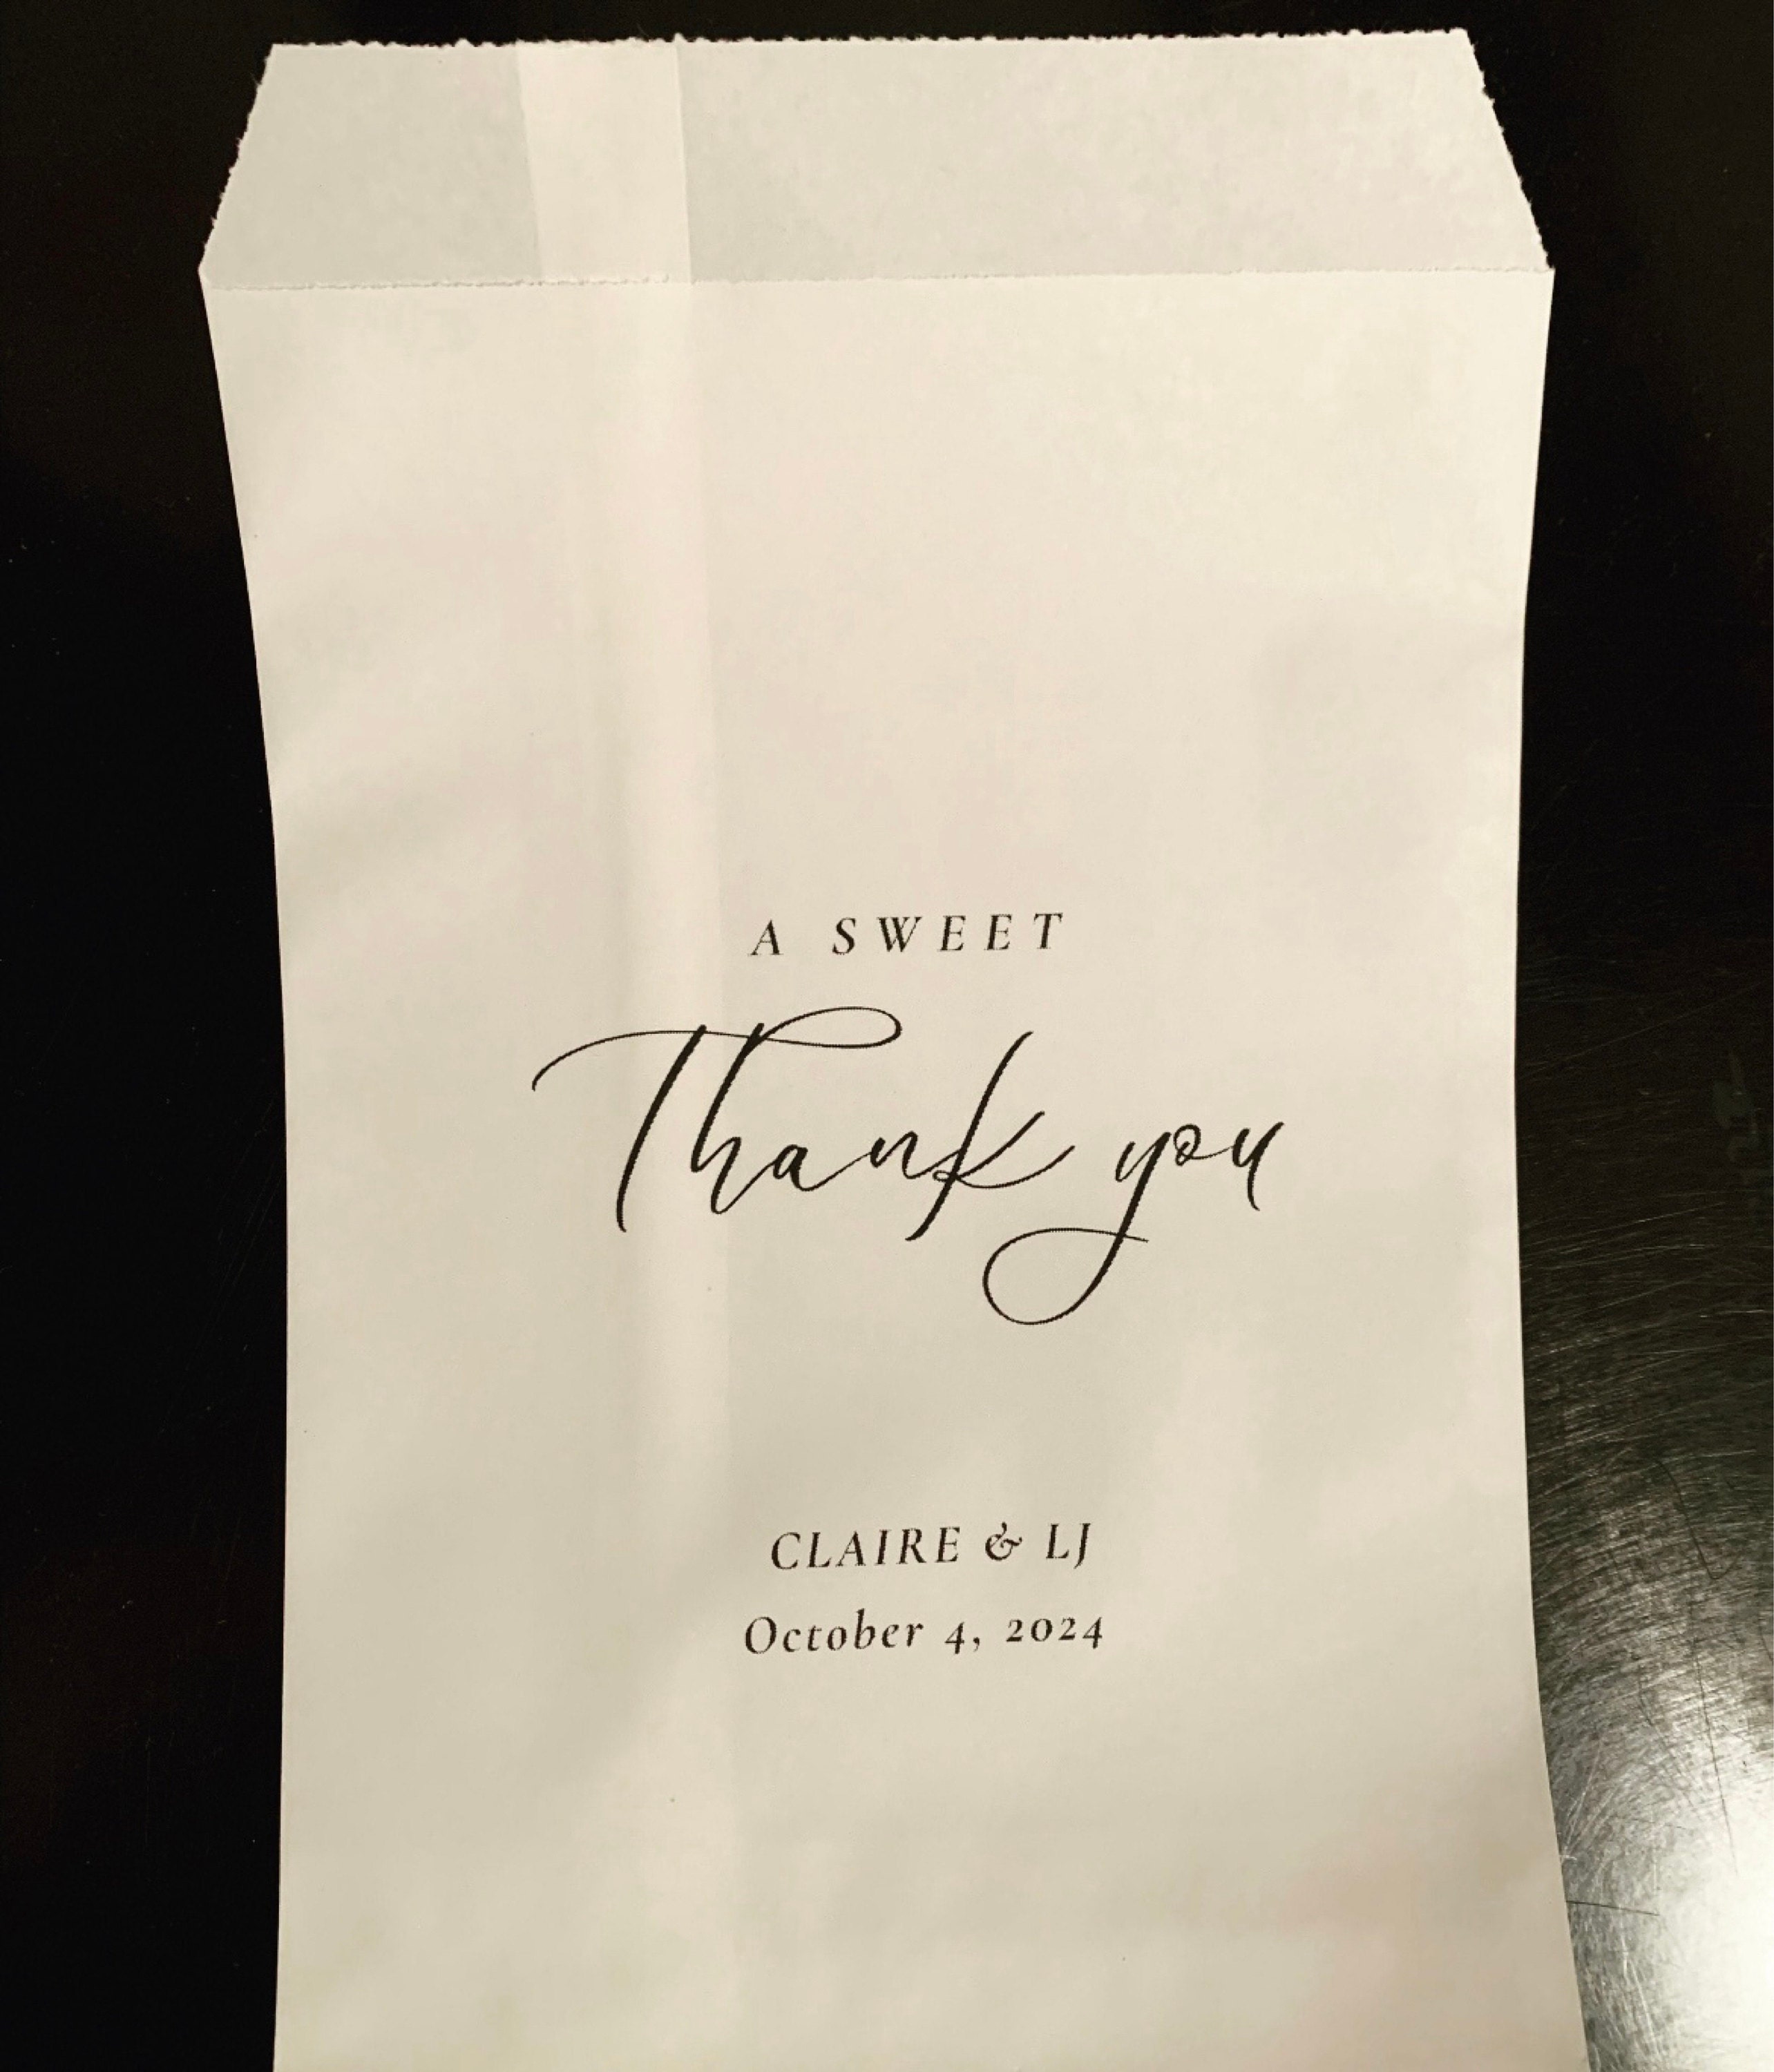 A SWEET
Thank you
CLAIRE & LJ
October 4, 2024